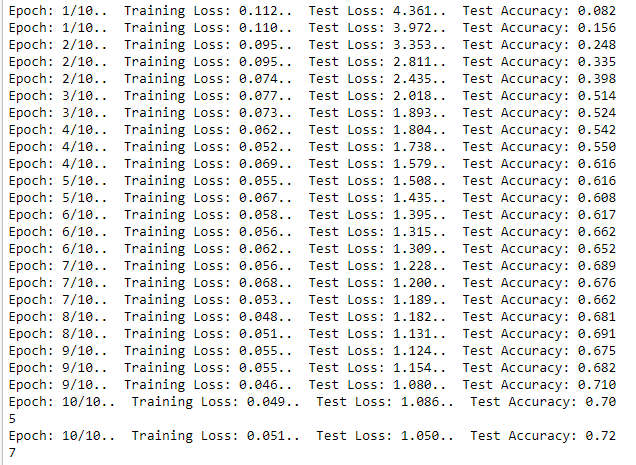 Epoch: 1/10..  Training Loss: 0.112..  Test Loss: 4.361..  Test Accuracy: 0.082
Epoch: 1/10..  Training Loss: 0.110..  Test Loss: 3.972..  Test Accuracy: 0.156
Epoch: 2/10..  Training Loss: 0.095..  Test Loss: 3.353..  Test Accuracy: 0.248
Epoch: 2/10..  Training Loss: 0.095..  Test Loss: 2.811..  Test Accuracy: 0.335
Epoch: 2/10..  Training Loss: 0.074..  Test Loss: 2.435..  Test Accuracy: 0.398
Epoch: 3/10..  Training Loss: 0.077..  Test Loss: 2.018..  Test Accuracy: 0.514
Epoch: 3/10..  Training Loss: 0.073..  Test Loss: 1.893..  Test Accuracy: 0.524
Epoch: 4/10..  Training Loss: 0.062..  Test Loss: 1.804..  Test Accuracy: 0.542
Epoch: 4/10..  Training Loss: 0.052..  Test Loss: 1.738..  Test Accuracy: 0.550
Epoch: 4/10..  Training Loss: 0.069..  Test Loss: 1.579..  Test Accuracy: 0.616
Epoch: 5/10..  Training Loss: 0.055..  Test Loss: 1.508..  Test Accuracy: 0.616
Epoch: 5/10..  Training Loss: 0.067..  Test Loss: 1.435..  Test Accuracy: 0.608
Epoch: 6/10..  Training Loss: 0.058..  Test Loss: 1.395..  Test Accuracy: 0.617
Epoch: 6/10..  Training Loss: 0.056..  Test Loss: 1.315..  Test Accuracy: 0.662
Epoch: 6/10..  Training Loss: 0.062..  Test Loss: 1.309..  Test Accuracy: 0.652
Epoch: 7/10..  Training Loss: 0.056..  Test Loss: 1.228..  Test Accuracy: 0.689
Epoch: 7/10..  Training Loss: 0.068..  Test Loss: 1.200..  Test Accuracy: 0.676
Epoch: 7/10..  Training Loss: 0.053..  Test Loss: 1.189..  Test Accuracy: 0.662
Epoch: 8/10..  Training Loss: 0.048..  Test Loss: 1.182..  Test Accuracy: 0.681
Epoch: 8/10..  Training Loss: 0.051..  Test Loss: 1.131..  Test Accuracy: 0.691
Epoch: 9/10..  Training Loss: 0.055..  Test Loss: 1.124..  Test Accuracy: 0.675
Epoch: 9/10..  Training Loss: 0.055..  Test Loss: 1.154..  Test Accuracy: 0.682
Epoch: 9/10..  Training Loss: 0.046..  Test Loss: 1.080..  Test Accuracy: 0.710
Epoch: 10/10..  Training Loss: 0.049..  Test Loss: 1.086..  Test Accuracy: 0.70
5
Epoch: 10/10..  Training Loss: 0.051..  Test Loss: 1.050..  Test Accuracy: 0.72
7